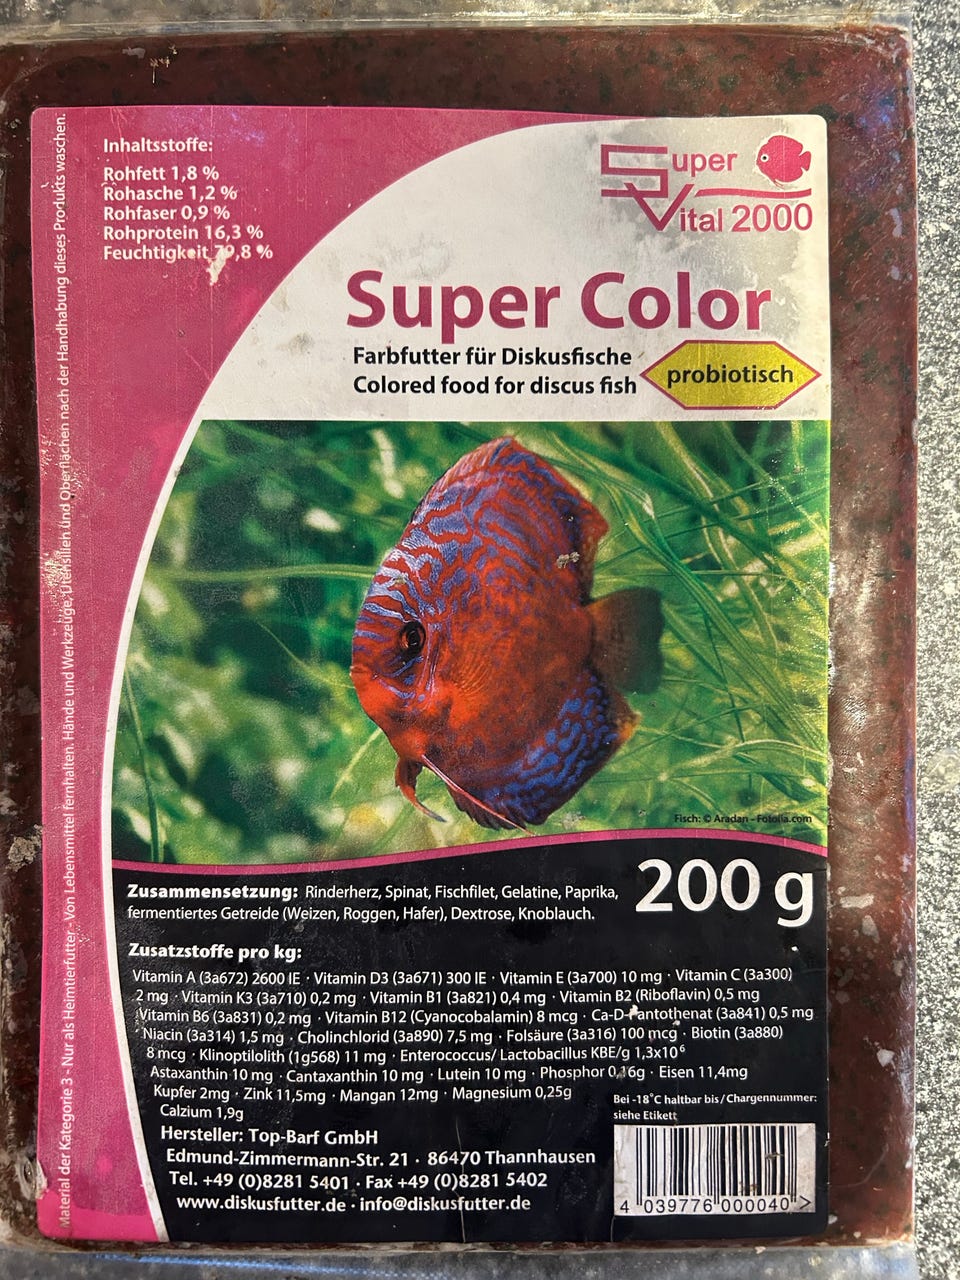 Inhaltsstoffe:
Rohfett 1,8 %
Rohasche 1,2 %
Rohfaser 0,9 %
Rohprotein 16,3 %
Feuchtigkeit 79,8 %
Super
Vital 2000
Super Color
Farbfutter für Diskusfische
Colored food for discus fish
probiotisch
Material der Kategorie 3 - Nur als Heimtierfutter - Von Lebensmittel fernhalten. Hände und Werkzeuge, Utensilien und Oberflächen nach der Handhabung dieses Produkts waschen.
Fisch: © Aradan - Fotolia.com
200 g
Zusammensetzung: Rinderherz, Spinat, Fischfilet, Gelatine, Paprika,
fermentiertes Getreide (Weizen, Roggen, Hafer), Dextrose, Knoblauch.
Zusatzstoffe pro kg:
Vitamin A (3a672) 2600 IE · Vitamin D3 (3a671) 300 IE · Vitamin E (3a700) 10 mg · Vitamin C (3a300)
2 mg · Vitamin K3 (3a710) 0,2 mg · Vitamin B1 (3a821) 0,4 mg · Vitamin B2 (Riboflavin) 0,5 mg
Vitamin B6 (3a831) 0,2 mg · Vitamin B12 (Cyanocobalamin) 8 mcg · Ca-D-Pantothenat (3a841) 0,5 mg
Niacin (3a314) 1,5 mg · Cholinchlorid (3a890) 7,5 mg · Folsäure (3a316) 100 mcg · Biotin (3a880)
8 mcg · Klinoptilolith (1g568) 11 mg · Enterococcus/ Lactobacillus KBE/g 1,3x10⁶
Astaxanthin 10 mg · Cantaxanthin 10 mg · Lutein 10 mg · Phosphor 0,16g · Eisen 11,4mg
Kupfer 2mg · Zink 11,5mg · Mangan 12mg · Magnesium 0,25g
Calzium 1,9g
Bei -18°C haltbar bis/Chargennummer:
siehe Etikett
Hersteller: Top-Barf GmbH
Edmund-Zimmermann-Str. 21 · 86470 Thannhausen
Tel. +49 (0)8281 5401 · Fax +49 (0)8281 5402
www.diskusfutter.de · info@diskusfutter.de
4 039776 000040 >